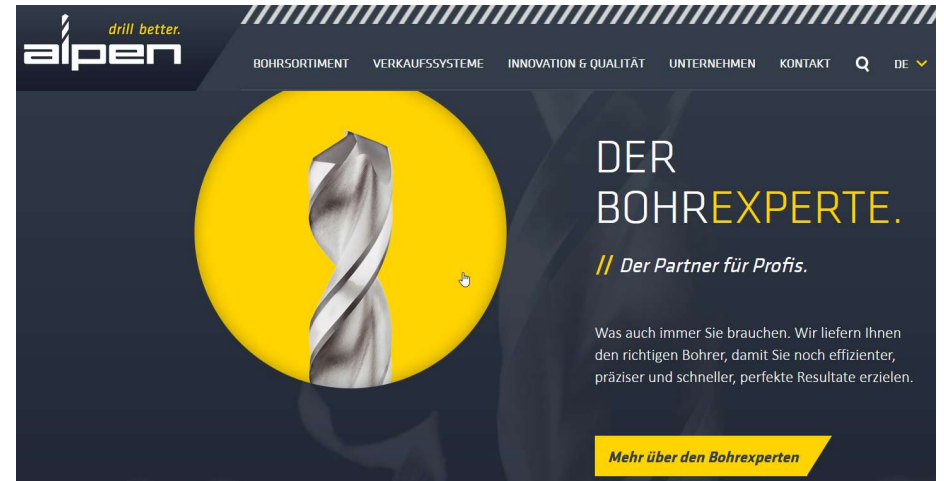 drill better.
alpen
BOHRSORTIMENT VERKAUFSSYSTEME INNOVATION & QUALITÄT UNTERNEHMEN KONTAKT DE
DER
BOHREXPERTE.
// Der Partner für Profis.
Was auch immer Sie brauchen. Wir liefern Ihnen
den richtigen Bohrer, damit Sie noch effizienter,
präziser und schneller, perfekte Resultate erzielen.
Mehr über den Bohrexperten